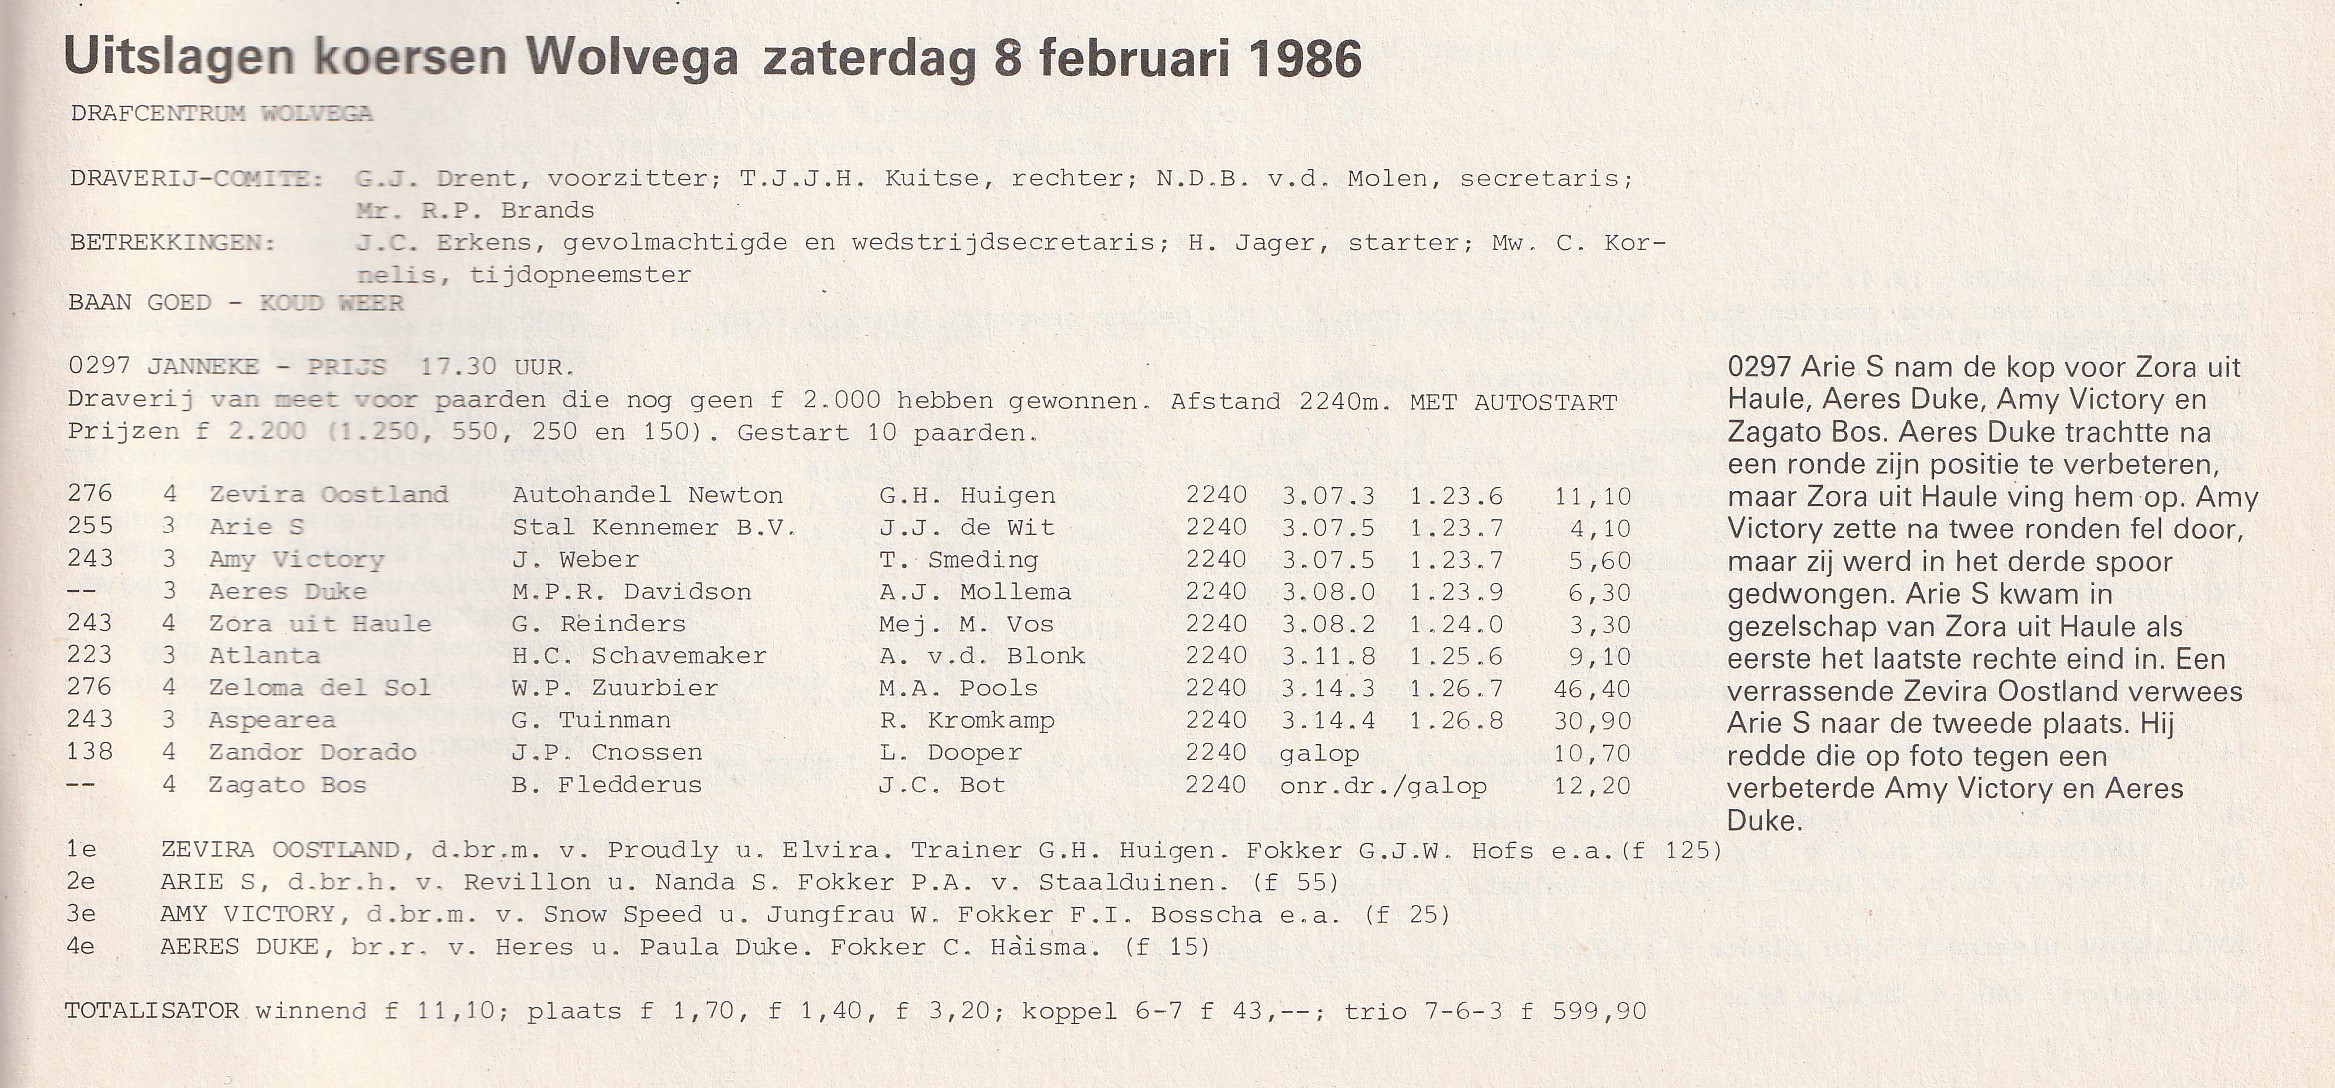 Uitslagen koersen Wolvega zaterdag 8 februari 1986
DRAFCENTRUM WOLVEGA
DRAVERIJ-COMITE: G.J. Drent, voorzitter; T.J.J.H. Kuitse, rechter; N.D.B. v.d. Molen, secretaris;
Mr. R.P. Brands
BETREKKINGEN: J.C. Erkens, gevolmachtigde en wedstrijdsecretaris; H. Jager, starter; Mw. C. Kor-
nelis, tijdopneemster
BAAN GOED - KOUD WEER
0297 JANNEKE - PRIJS 17.30 UUR.
Draverij van meet voor paarden die nog geen f 2.000 hebben gewonnen. Afstand 2240m. MET AUTOSTART
Prijzen f 2.200 (1.250, 550, 250 en 150). Gestart 10 paarden.
276 4 Zevira Oostland Autohandel Newton G.H. Huigen 2240 3.07.3 1.23.6 11,10
255 3 Arie S Stal Kennemer B.V. J.J. de Wit 2240 3.07.5 1.23.7 4,10
243 3 Amy Victory J. Weber T. Smeding 2240 3.07.5 1.23.7 5,60
-- 3 Aeres Duke M.P.R. Davidson A.J. Mollema 2240 3.08.0 1.23.9 6,30
243 4 Zora uit Haule G. Reinders Mej. M. Vos 2240 3.08.2 1.24.0 3,30
223 3 Atlanta H.C. Schavemaker A. v.d. Blonk 2240 3.11.8 1.25.6 9,10
276 4 Zeloma del Sol W.P. Zuurbier M.A. Pools 2240 3.14.3 1.26.7 46,40
243 3 Aspearea G. Tuinman R. Kromkamp 2240 3.14.4 1.26.8 30,90
138 4 Zandor Dorado J.P. Cnossen L. Dooper 2240 galop 10,70
-- 4 Zagato Bos B. Fledderus J.C. Bot 2240 onr.dr./galop 12,20
1e ZEVIRA OOSTLAND, d.br.m. v. Proudly u. Elvira. Trainer G.H. Huigen. Fokker G.J.W. Hofs e.a.(f 125)
2e ARIE S, d.br.h. v. Revillon u. Nanda S. Fokker P.A. v. Staalduinen. (f 55)
3e AMY VICTORY, d.br.m. v. Snow Speed u. Jungfrau W. Fokker F.I. Bosscha e.a. (f 25)
4e AERES DUKE, br.r. v. Heres u. Paula Duke. Fokker C. Haisma. (f 15)
TOTALISATOR winnend f 11,10; plaats f 1,70, f 1,40, f 3,20; koppel 6-7 f 43,--; trio 7-6-3 f 599,90
0297 Arie S nam de kop voor Zora uit
Haule, Aeres Duke, Amy Victory en
Zagato Bos. Aeres Duke trachtte na
een ronde zijn positie te verbeteren,
maar Zora uit Haule ving hem op. Amy
Victory zette na twee ronden fel door,
maar zij werd in het derde spoor
gedwongen. Arie S kwam in
gezelschap van Zora uit Haule als
eerste het laatste rechte eind in. Een
verrassende Zevira Oostland verwees
Arie S naar de tweede plaats. Hij
redde die op foto tegen een
verbeterde Amy Victory en Aeres
Duke.